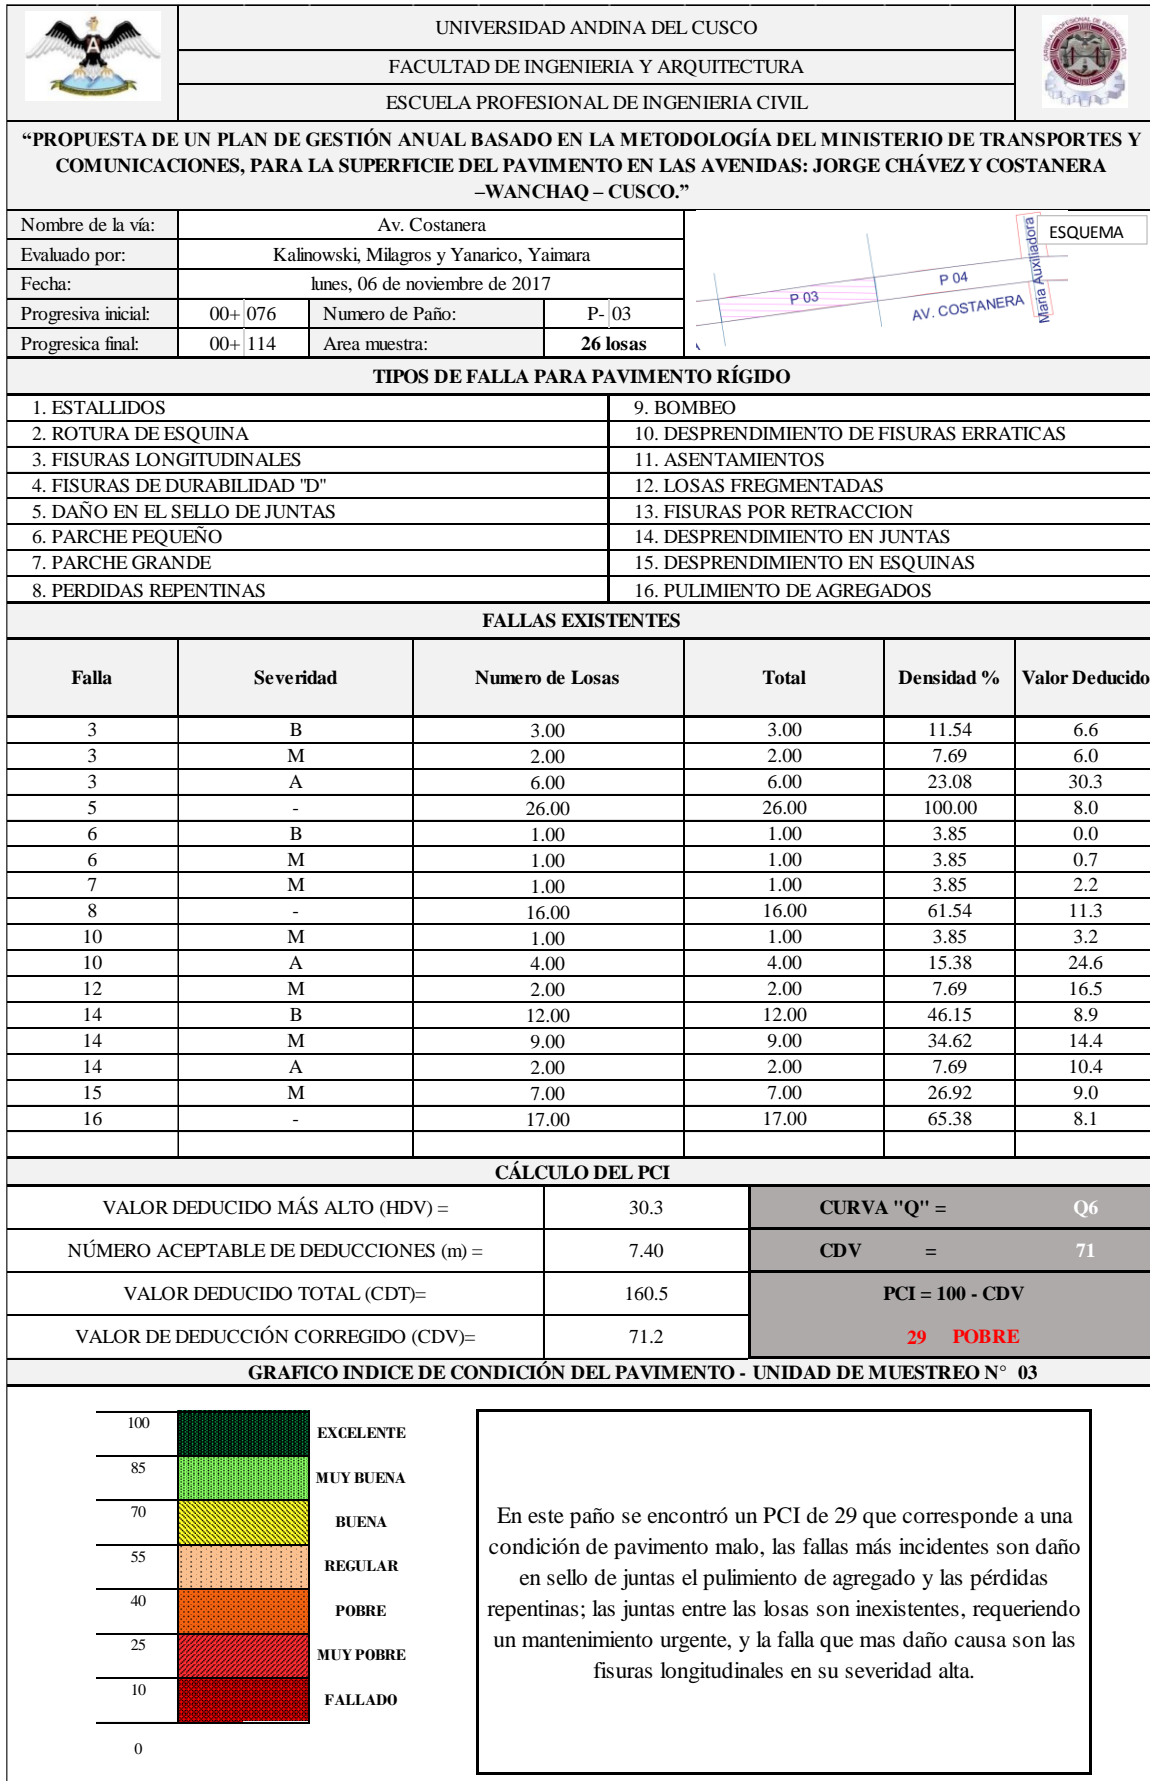 UNIVERSIDAD ANDINA DEL CUSCO
FACULTAD DE INGENIERIA Y ARQUITECTURA
ESCUELA PROFESIONAL DE INGENIERIA CIVIL
“PROPUESTA DE UN PLAN DE GESTIÓN ANUAL BASADO EN LA METODOLOGÍA DEL MINISTERIO DE TRANSPORTES Y
COMUNICACIONES, PARA LA SUPERFICIE DEL PAVIMENTO EN LAS AVENIDAS: JORGE CHÁVEZ Y COSTANERA
–WANCHAQ – CUSCO.”
Nombre de la vía: Av. Costanera
Evaluado por: Kalinowski, Milagros y Yanarico, Yaimara
Fecha: lunes, 06 de noviembre de 2017
Progresiva inicial: 00+ 076 Numero de Paño: P- 03
Progresica final: 00+ 114 Area muestra: 26 losas
ESQUEMA
P 03
P 04
AV. COSTANERA
Maria Auxiliadora
TIPOS DE FALLA PARA PAVIMENTO RÍGIDO
1. ESTALLIDOS 9. BOMBEO
2. ROTURA DE ESQUINA 10. DESPRENDIMIENTO DE FISURAS ERRATICAS
3. FISURAS LONGITUDINALES 11. ASENTAMIENTOS
4. FISURAS DE DURABILIDAD "D" 12. LOSAS FREGMENTADAS
5. DAÑO EN EL SELLO DE JUNTAS 13. FISURAS POR RETRACCION
6. PARCHE PEQUEÑO 14. DESPRENDIMIENTO EN JUNTAS
7. PARCHE GRANDE 15. DESPRENDIMIENTO EN ESQUINAS
8. PERDIDAS REPENTINAS 16. PULIMIENTO DE AGREGADOS
FALLAS EXISTENTES
Falla Severidad Numero de Losas Total Densidad % Valor Deducido
3 B 3.00 3.00 11.54 6.6
3 M 2.00 2.00 7.69 6.0
3 A 6.00 6.00 23.08 30.3
5 - 26.00 26.00 100.00 8.0
6 B 1.00 1.00 3.85 0.0
6 M 1.00 1.00 3.85 0.7
7 M 1.00 1.00 3.85 2.2
8 - 16.00 16.00 61.54 11.3
10 M 1.00 1.00 3.85 3.2
10 A 4.00 4.00 15.38 24.6
12 M 2.00 2.00 7.69 16.5
14 B 12.00 12.00 46.15 8.9
14 M 9.00 9.00 34.62 14.4
14 A 2.00 2.00 7.69 10.4
15 M 7.00 7.00 26.92 9.0
16 - 17.00 17.00 65.38 8.1
CÁLCULO DEL PCI
VALOR DEDUCIDO MÁS ALTO (HDV) = 30.3 CURVA "Q" = Q6
NÚMERO ACEPTABLE DE DEDUCCIONES (m) = 7.40 CDV = 71
VALOR DEDUCIDO TOTAL (CDT)= 160.5 PCI = 100 - CDV
VALOR DE DEDUCCIÓN CORREGIDO (CDV)= 71.2 29 POBRE
GRAFICO INDICE DE CONDICIÓN DEL PAVIMENTO - UNIDAD DE MUESTREO N° 03
100 EXCELENTE
85 MUY BUENA
70 BUENA
55 REGULAR
40 POBRE
25 MUY POBRE
10 FALLADO
0
En este paño se encontró un PCI de 29 que corresponde a una
condición de pavimento malo, las fallas más incidentes son daño
en sello de juntas el pulimiento de agregado y las pérdidas
repentinas; las juntas entre las losas son inexistentes, requeriendo
un mantenimiento urgente, y la falla que mas daño causa son las
fisuras longitudinales en su severidad alta.